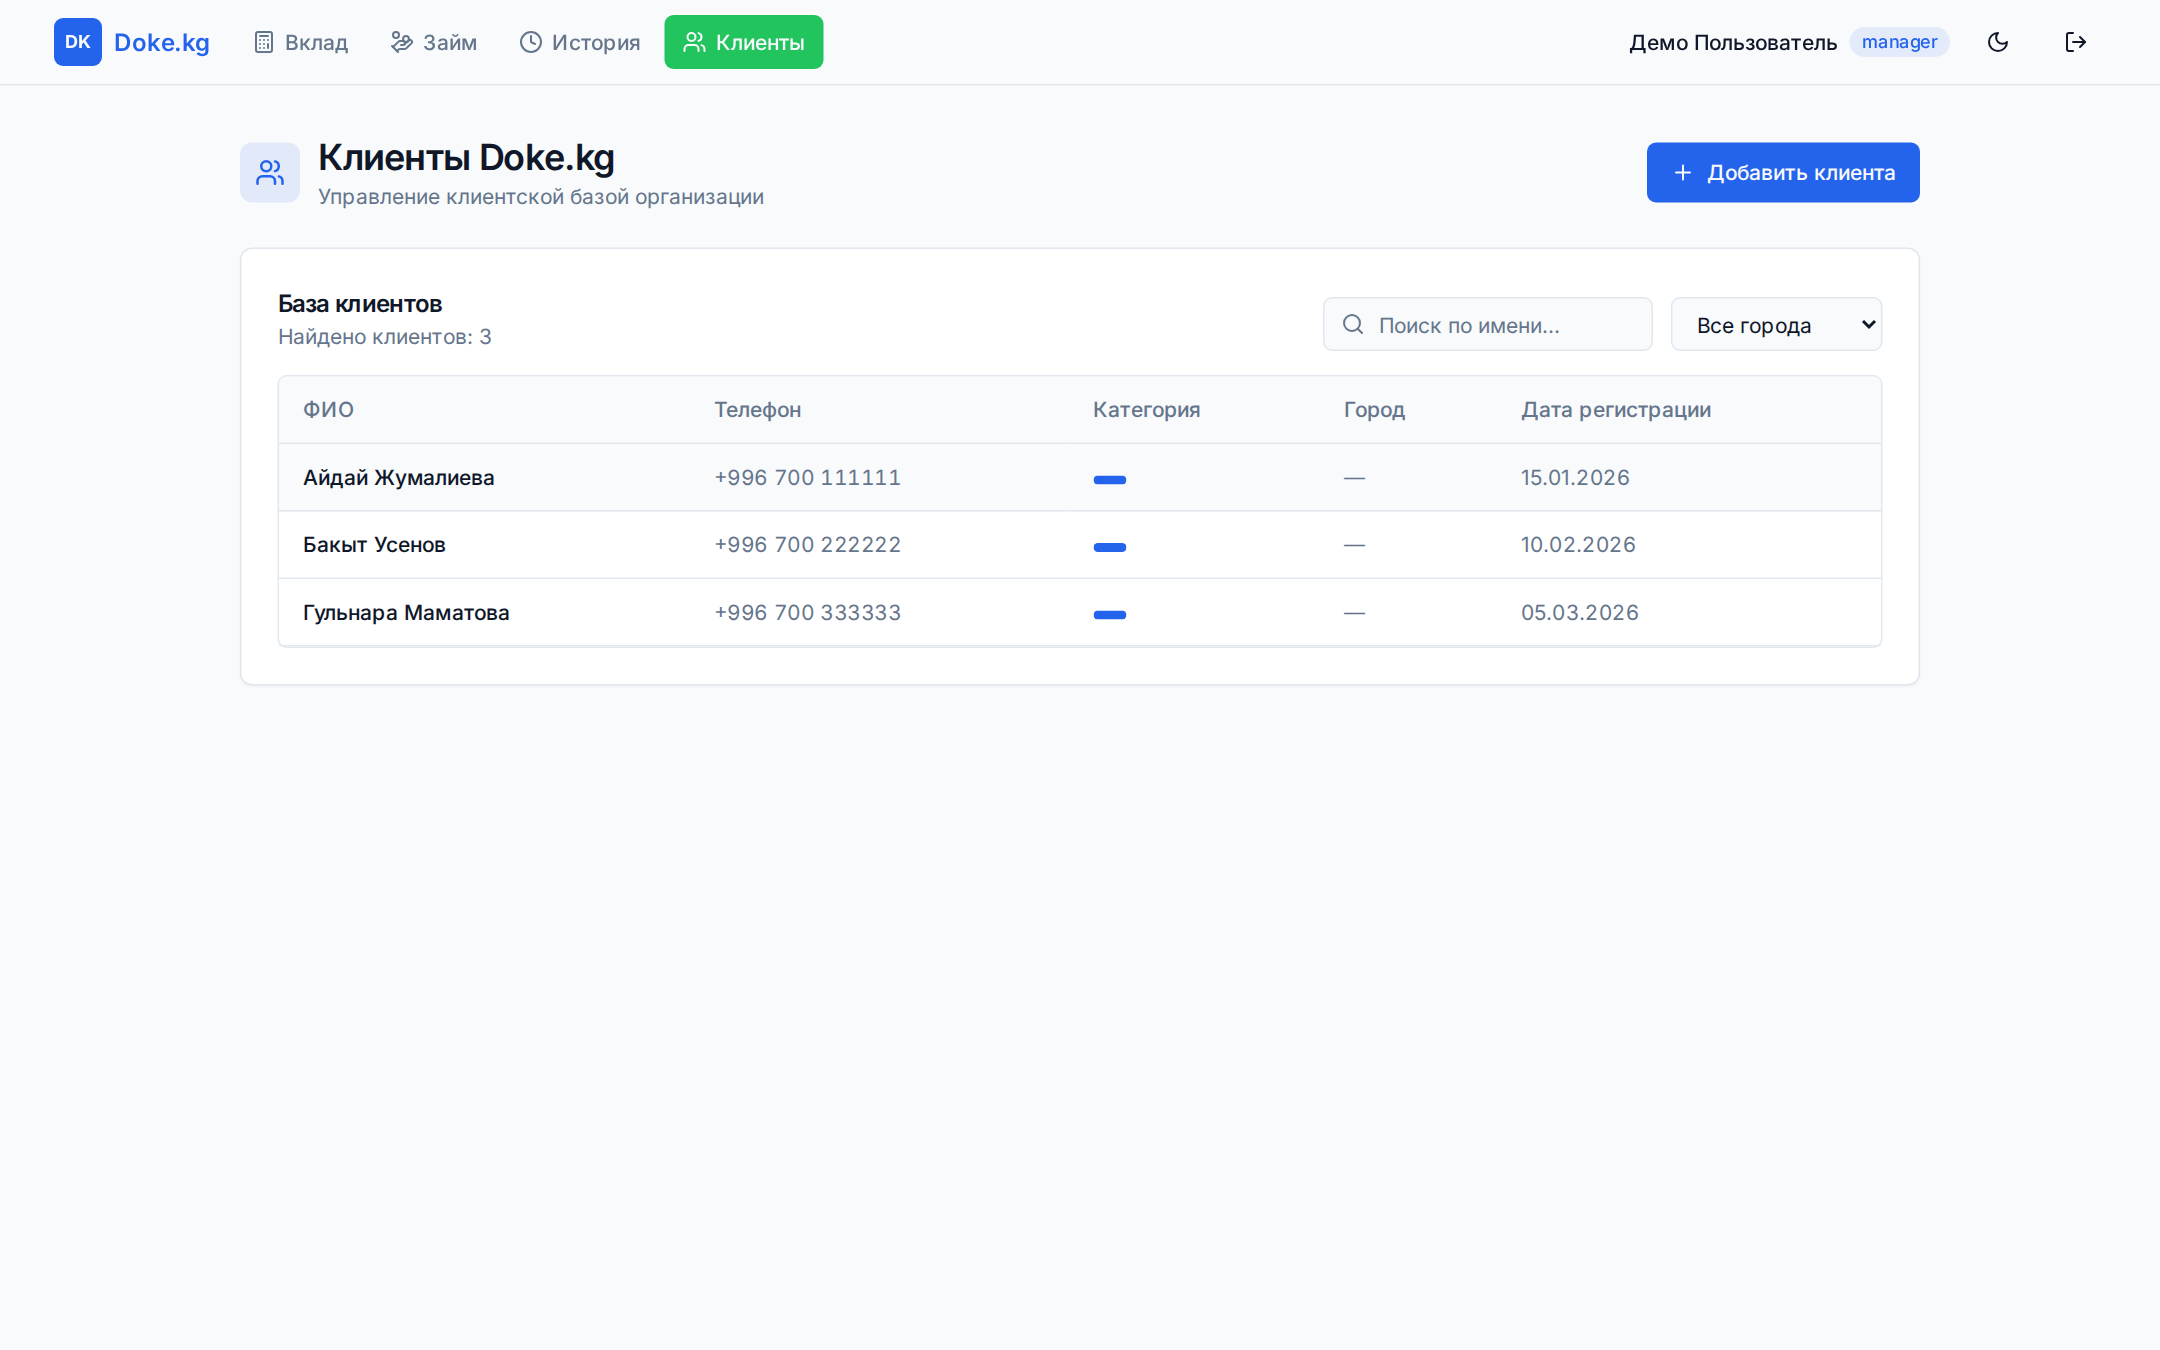 DK Doke.kg Вклад Займ История Клиенты Демо Пользователь manager
Клиенты Doke.kg
Управление клиентской базой организации
Добавить клиента
База клиентов
Найдено клиентов: 3
Поиск по имени... Все города
ФИО Телефон Категория Город Дата регистрации
Айдай Жумалиева +996 700 111111 — 15.01.2026
Бакыт Усенов +996 700 222222 — 10.02.2026
Гульнара Маматова +996 700 333333 — 05.03.2026